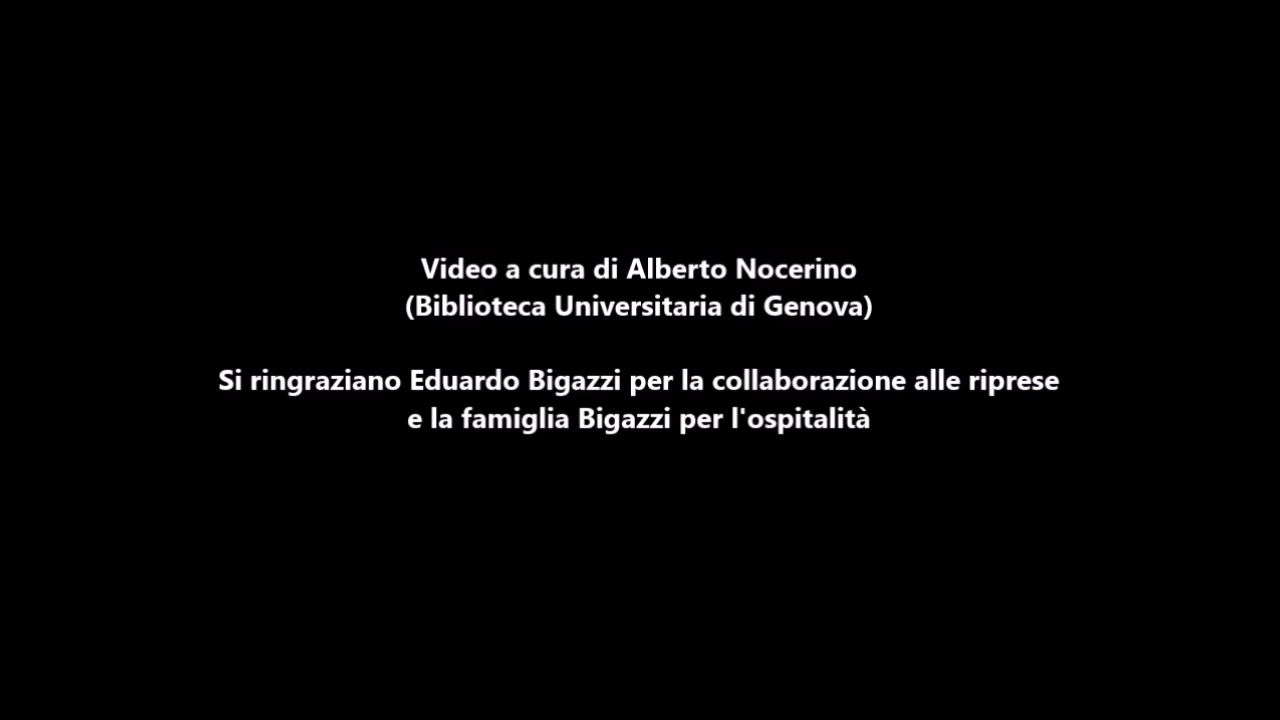 Video a cura di Alberto Nocerino
(Biblioteca Universitaria di Genova)
Si ringraziano Eduardo Bigazzi per la collaborazione alle riprese
e la famiglia Bigazzi per l'ospitalità